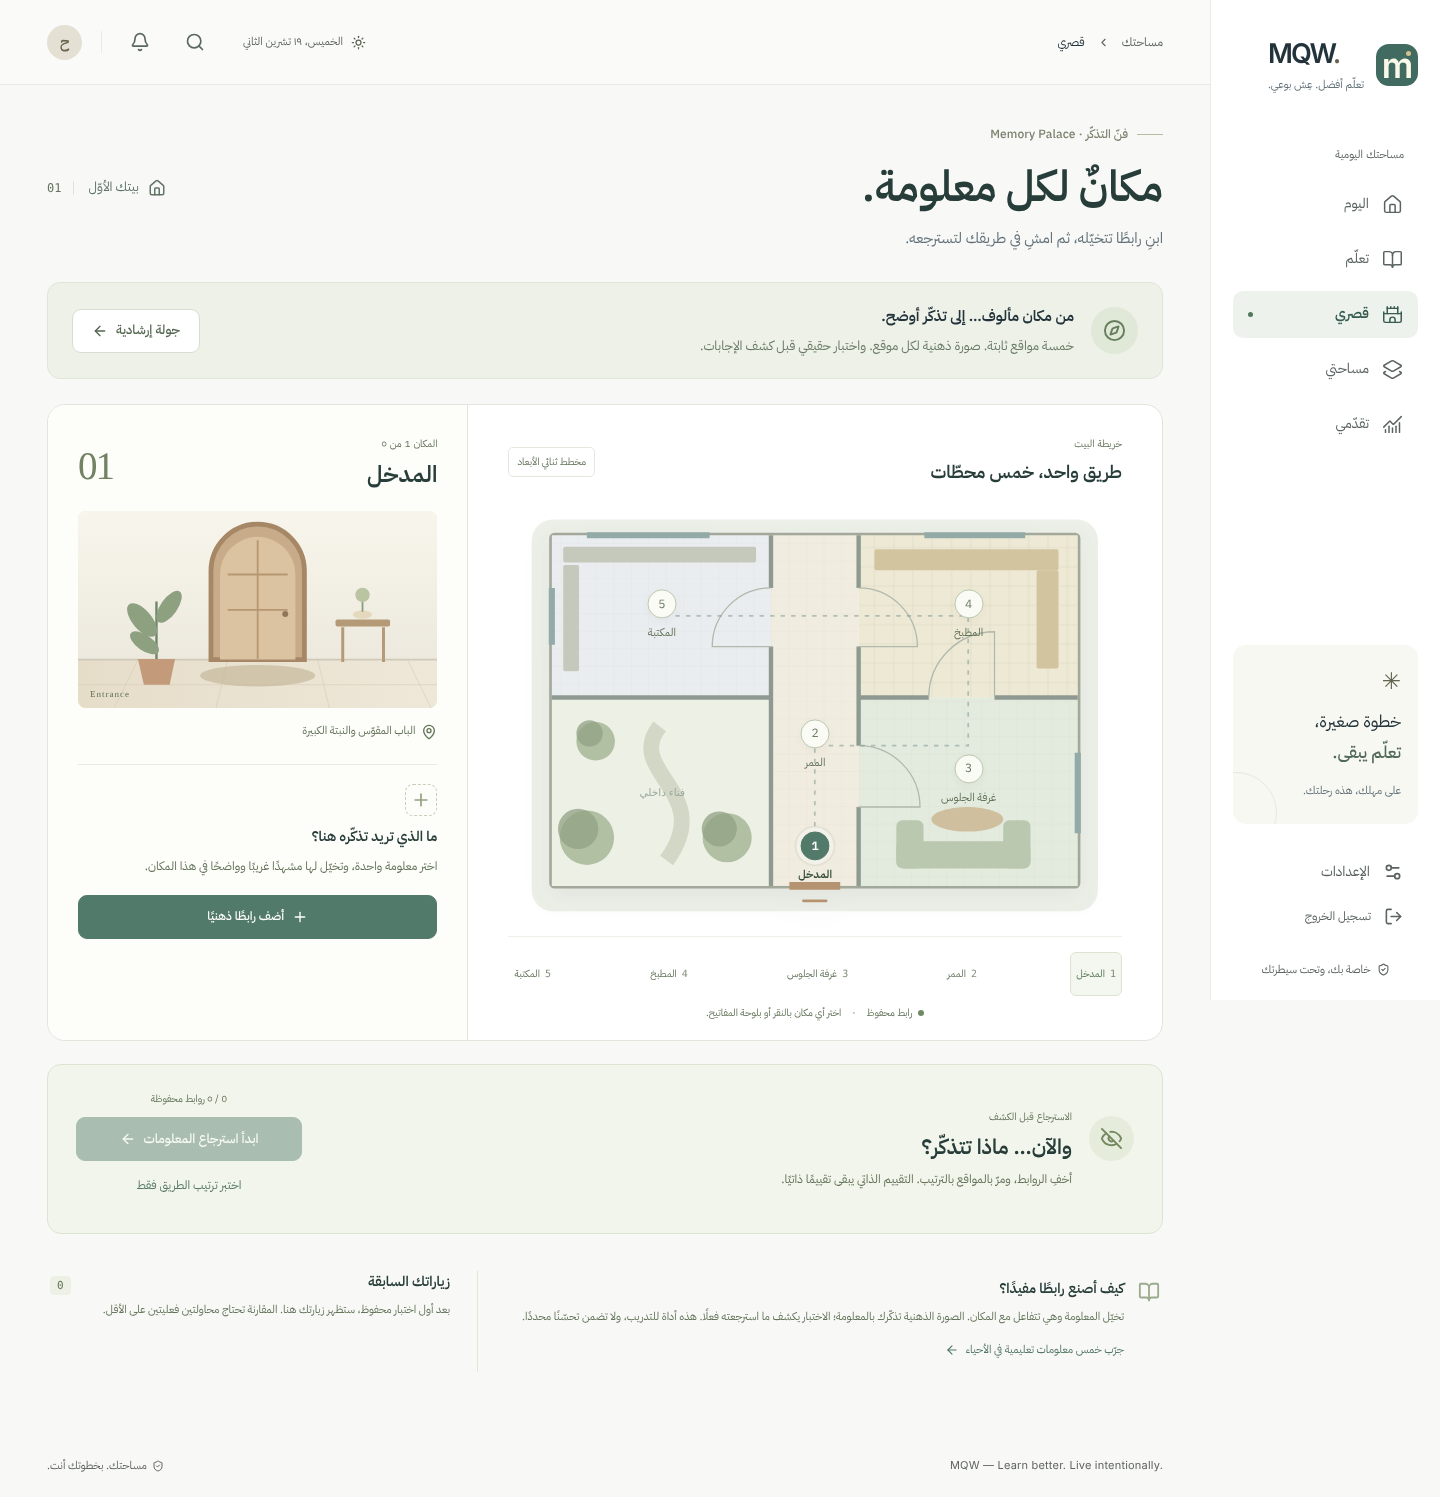 MQW.
تعلّم أفضل. عِش بوعي.
مساحتك اليومية
اليوم
تعلّم
قصري
مساحتي
تقدّمي
خطوة صغيرة،
تعلّم يبقى.
على مهلك، هذه رحلتك.
الإعدادات
تسجيل الخروج
خاصة بك، وتحت سيطرتك
مساحتك
قصري
الخميس، ١٩ تشرين الثاني
ح
فنّ التذكّر · Memory Palace
مكانٌ لكل معلومة.
ابنِ رابطًا تتخيّله، ثم امشِ في طريقك لتسترجعه.
بيتك الأوّل
01
من مكان مألوف… إلى تذكّر أوضح.
خمسة مواقع ثابتة. صورة ذهنية لكل موقع. واختبار حقيقي قبل كشف الإجابات.
جولة إرشادية
خريطة البيت
طريق واحد، خمس محطّات
مخطط ثنائي الأبعاد
5
المكتبة
4
المطبخ
2
الممر
3
غرفة الجلوس
فناء داخلي
1
المدخل
1 المدخل
2 الممر
3 غرفة الجلوس
4 المطبخ
5 المكتبة
رابط محفوظ · اختر أي مكان بالنقر أو بلوحة المفاتيح.
المكان 1 من ٥
المدخل
01
Entrance
الباب المقوّس والنبتة الكبيرة
ما الذي تريد تذكّره هنا؟
اختر معلومة واحدة، وتخيّل لها مشهدًا غريبًا وواضحًا في هذا المكان.
أضف رابطًا ذهنيًا
الاسترجاع قبل الكشف
والآن… ماذا تتذكّر؟
أخفِ الروابط، ومرّ بالمواقع بالترتيب. التقييم الذاتي يبقى تقييمًا ذاتيًا.
0 / ٥ روابط محفوظة
ابدأ استرجاع المعلومات
اختبر ترتيب الطريق فقط
كيف أصنع رابطًا مفيدًا؟
تخيّل المعلومة وهي تتفاعل مع المكان. الصورة الذهنية تذكّرك بالمعلومة؛ الاختبار يكشف ما استرجعته فعلًا. هذه أداة للتدريب، ولا تضمن تحسّنًا محددًا.
جرّب خمس معلومات تعليمية في الأحياء
زياراتك السابقة
0
بعد أول اختبار محفوظ، ستظهر زيارتك هنا. المقارنة تحتاج محاولتين فعليتين على الأقل.
MQW — Learn better. Live intentionally.
مساحتك. بخطوتك أنت.